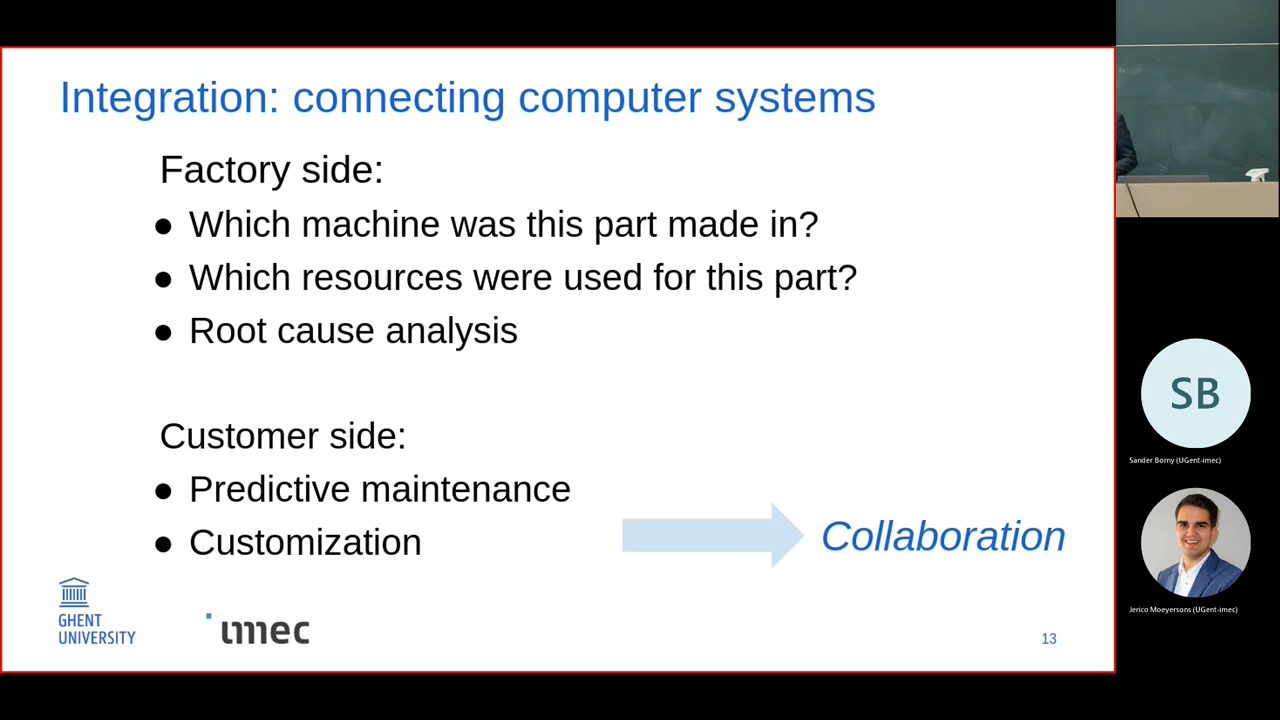 Integration: connecting computer systems
Factory side:
● Which machine was this part made in?
● Which resources were used for this part?
● Root cause analysis
Customer side:
● Predictive maintenance
● Customization
Collaboration
GHENT
UNIVERSITY
imec
13
SB
Sander Borny (UGent-imec)
Jerico Moeyersons (UGent-imec)